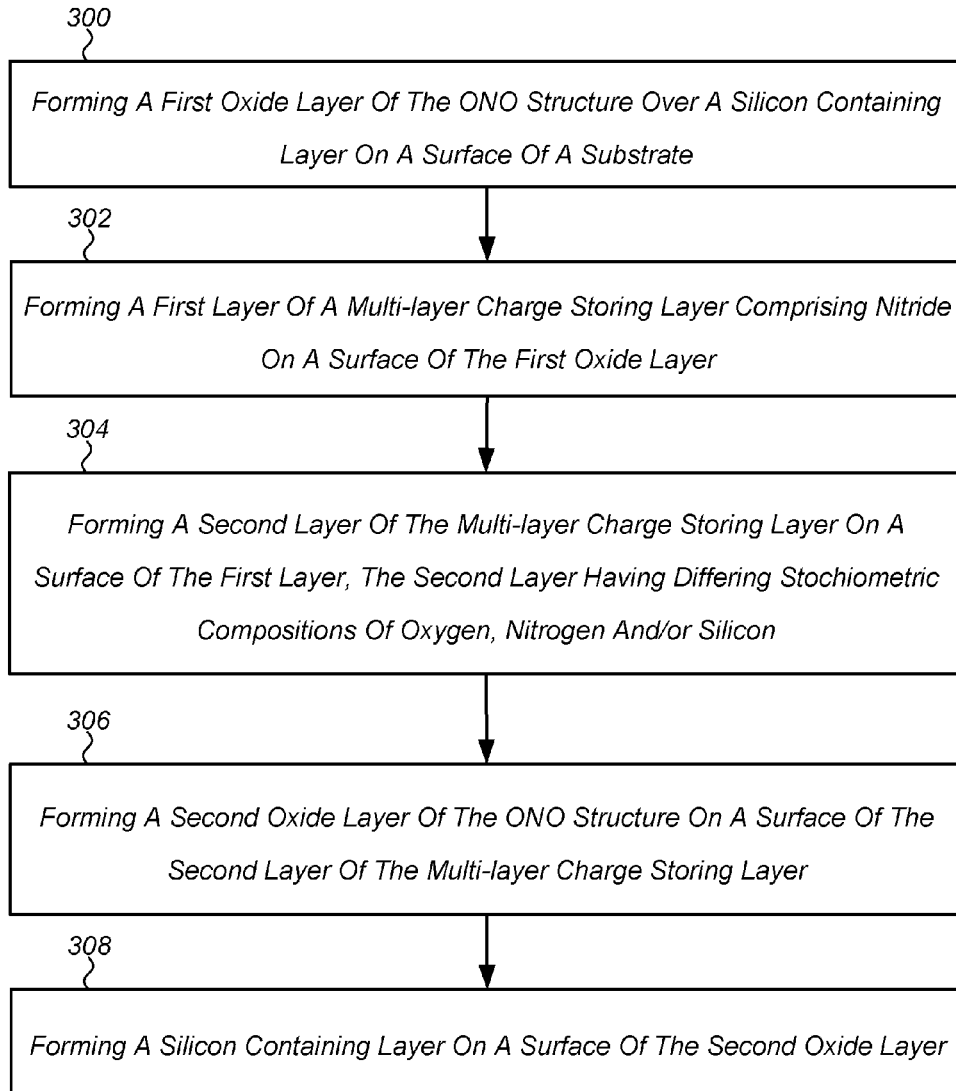 300
Forming A First Oxide Layer Of The ONO Structure Over A Silicon Containing
Layer On A Surface Of A Substrate
302
Forming A First Layer Of A Multi-layer Charge Storing Layer Comprising Nitride
On A Surface Of The First Oxide Layer
304
Forming A Second Layer Of The Multi-layer Charge Storing Layer On A
Surface Of The First Layer, The Second Layer Having Differing Stochiometric
Compositions Of Oxygen, Nitrogen And/or Silicon
306
Forming A Second Oxide Layer Of The ONO Structure On A Surface Of The
Second Layer Of The Multi-layer Charge Storing Layer
308
Forming A Silicon Containing Layer On A Surface Of The Second Oxide Layer